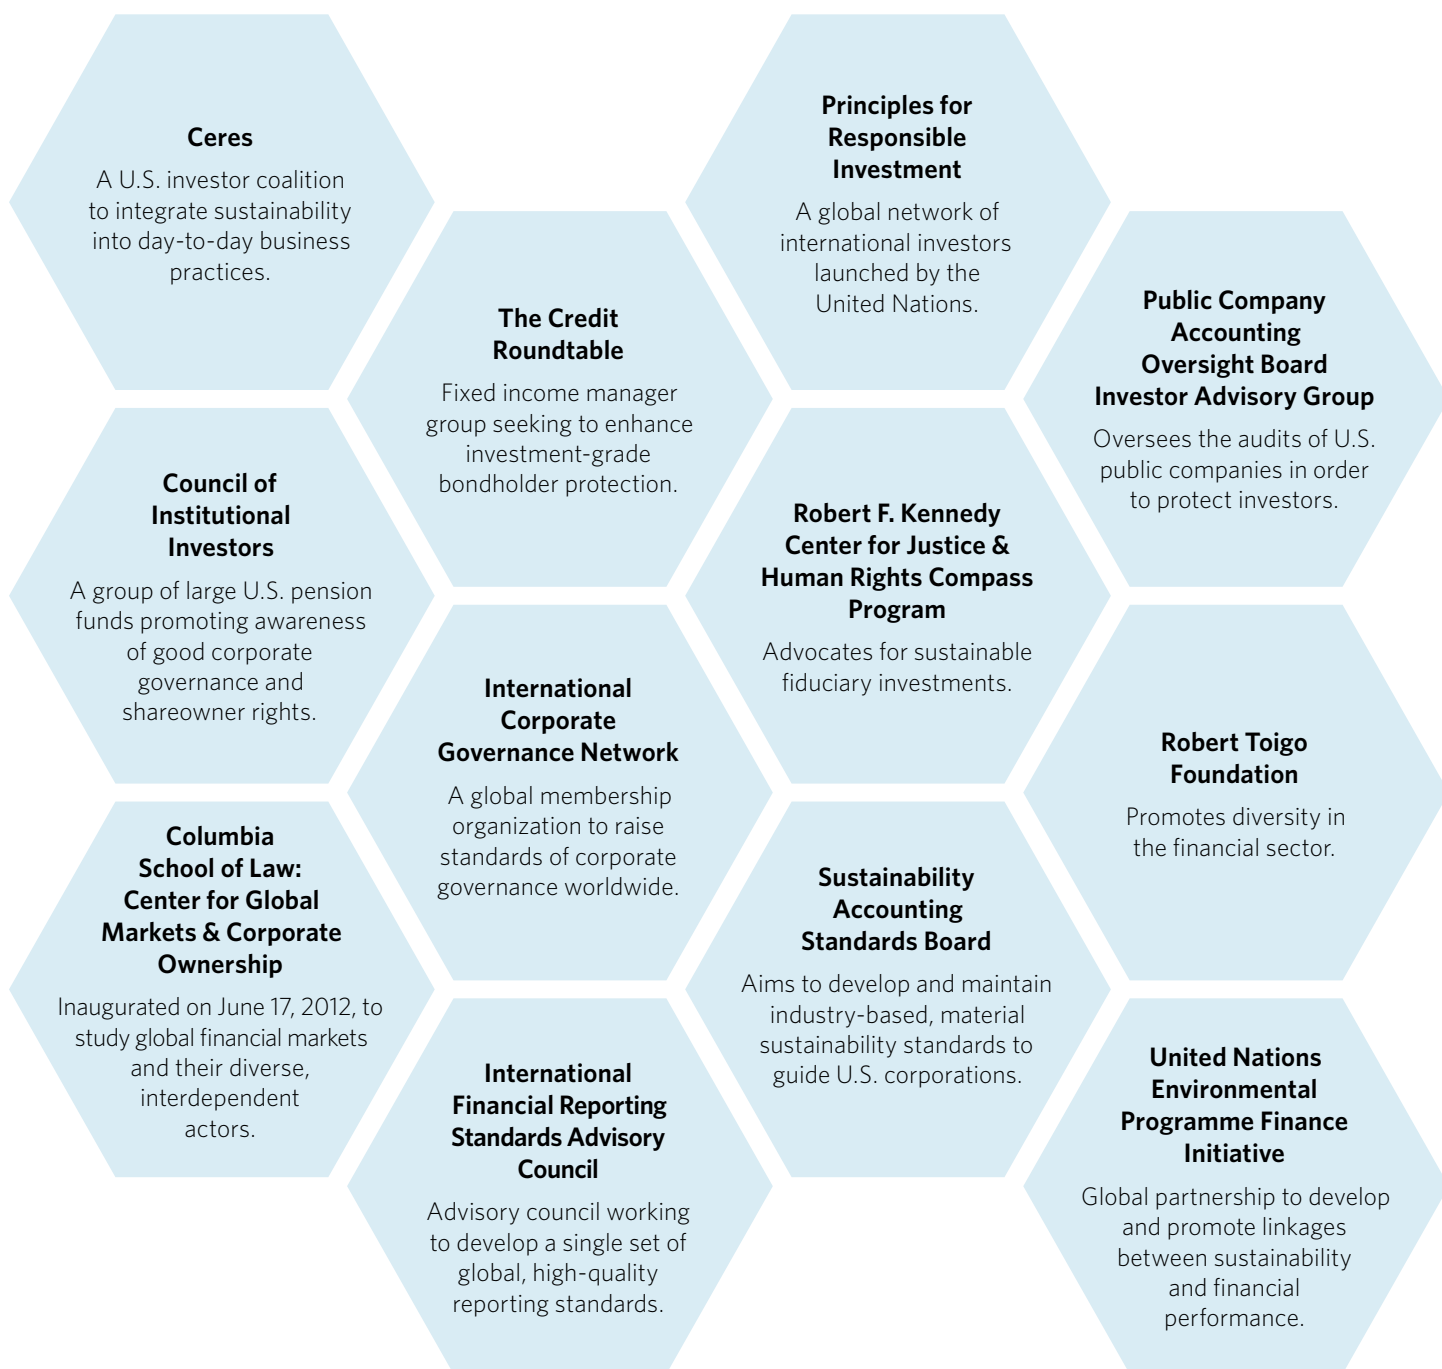 Ceres
A U.S. investor coalition
to integrate sustainability
into day-to-day business
practices.
Council of
Institutional
Investors
A group of large U.S. pension
funds promoting awareness
of good corporate
governance and
shareowner rights.
Columbia
School of Law:
Center for Global
Markets & Corporate
Ownership
Inaugurated on June 17, 2012, to
study global financial markets
and their diverse,
interdependent
actors.
The Credit
Roundtable
Fixed income manager
group seeking to enhance
investment-grade
bondholder protection.
International
Corporate
Governance Network
A global membership
organization to raise
standards of corporate
governance worldwide.
International
Financial Reporting
Standards Advisory
Council
Advisory council working
to develop a single set of
global, high-quality
reporting standards.
Principles for
Responsible
Investment
A global network of
international investors
launched by the
United Nations.
Robert F. Kennedy
Center for Justice &
Human Rights Compass
Program
Advocates for sustainable
fiduciary investments.
Sustainability
Accounting
Standards Board
Aims to develop and maintain
industry-based, material
sustainability standards to
guide U.S. corporations.
Public Company
Accounting
Oversight Board
Investor Advisory Group
Oversees the audits of U.S.
public companies in order
to protect investors.
Robert Toigo
Foundation
Promotes diversity in
the financial sector.
United Nations
Environmental
Programme Finance
Initiative
Global partnership to develop
and promote linkages
between sustainability
and financial
performance.